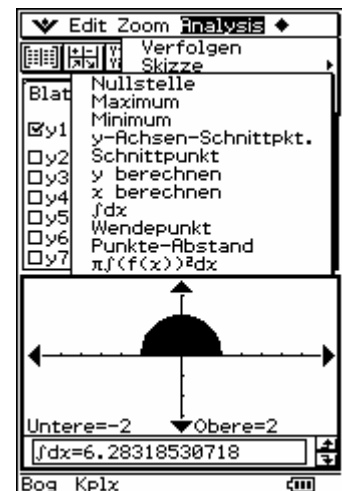 Edit Zoom Analysis
Verfolgen
Skizze
Blat
Nullstelle
Maximum
Minimum
y-Achsen-Schnittpkt.
Schnittpunkt
y berechnen
x berechnen
∫dx
Wendepunkt
Punkte-Abstand
π∫(f(x))²dx
y1
y2
y3
y4
y5
y6
y7
Untere=-2 Obere=2
∫dx=6.28318530718
Bog Kplx